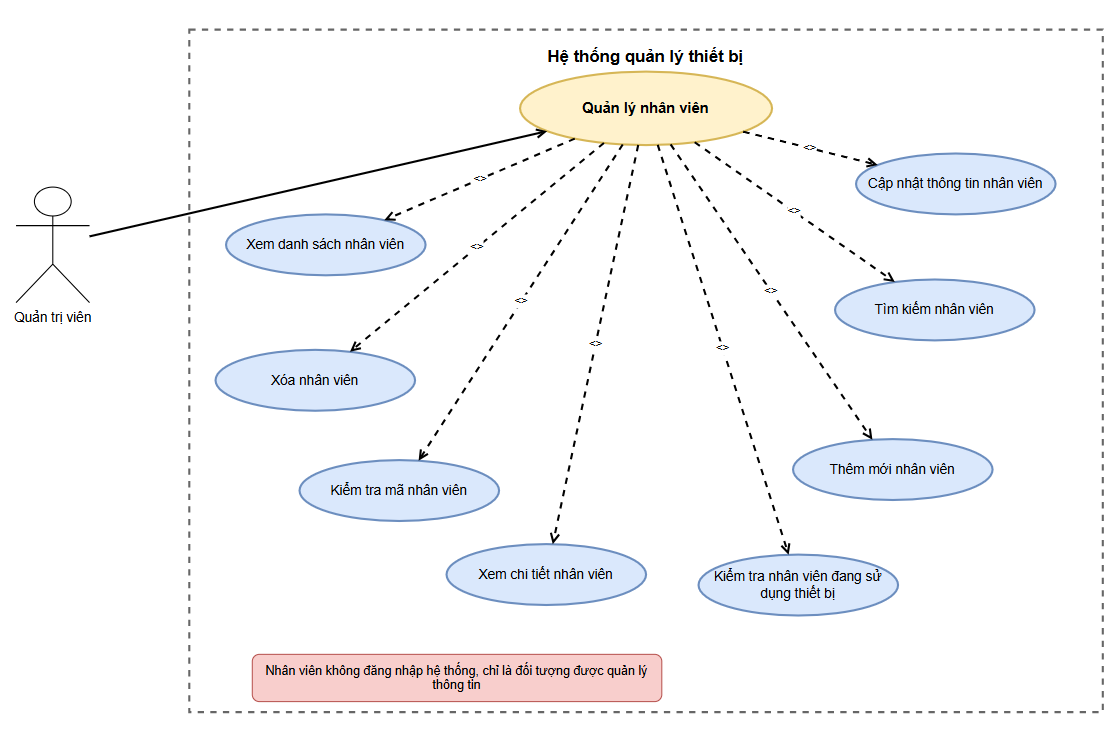 Hệ thống quản lý thiết bị
Quản lý nhân viên
<>
Cập nhật thông tin nhân viên
<>
Xem danh sách nhân viên
<>
<>
Tìm kiếm nhân viên
Quản trị viên
<>
<>
<>
<>
Xóa nhân viên
Thêm mới nhân viên
Kiểm tra mã nhân viên
Xem chi tiết nhân viên
Kiểm tra nhân viên đang sử
dụng thiết bị
Nhân viên không đăng nhập hệ thống, chỉ là đối tượng được quản lý
thông tin